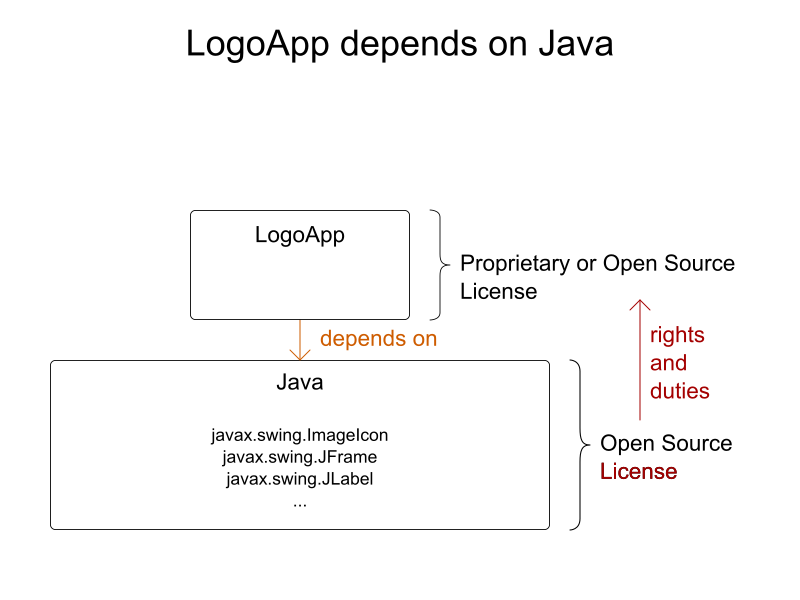 LogoApp depends on Java
LogoApp
Proprietary or Open Source
License
depends on
rights
and
duties
Java
javax.swing.ImageIcon
javax.swing.JFrame
javax.swing.JLabel
...
Open Source
License